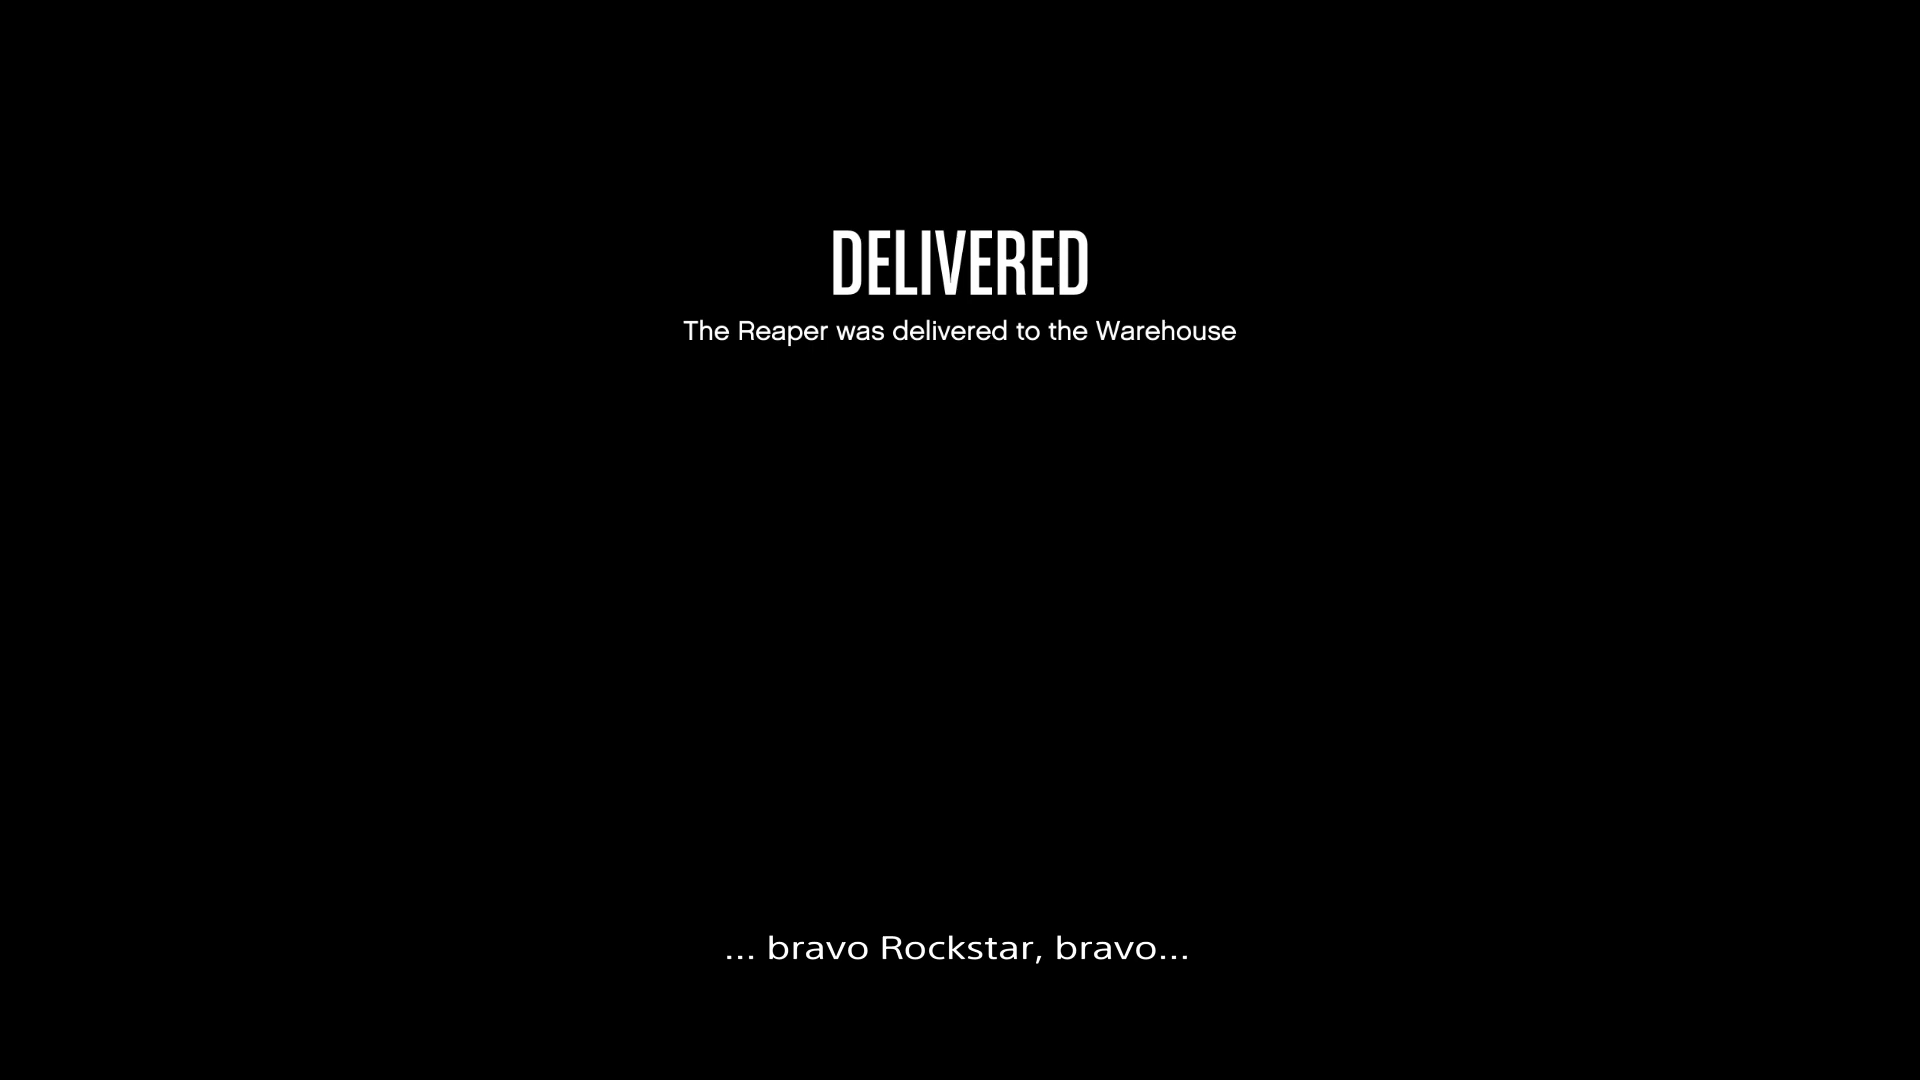 DELIVERED
The Reaper was delivered to the Warehouse
... bravo Rockstar, bravo...